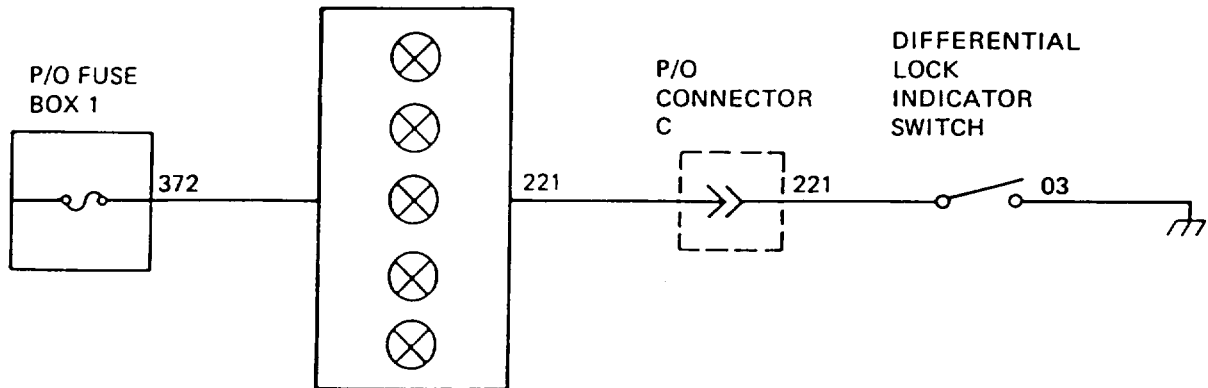 P/O FUSE
BOX 1
372
221
P/O
CONNECTOR
C
221
DIFFERENTIAL
LOCK
INDICATOR
SWITCH
03